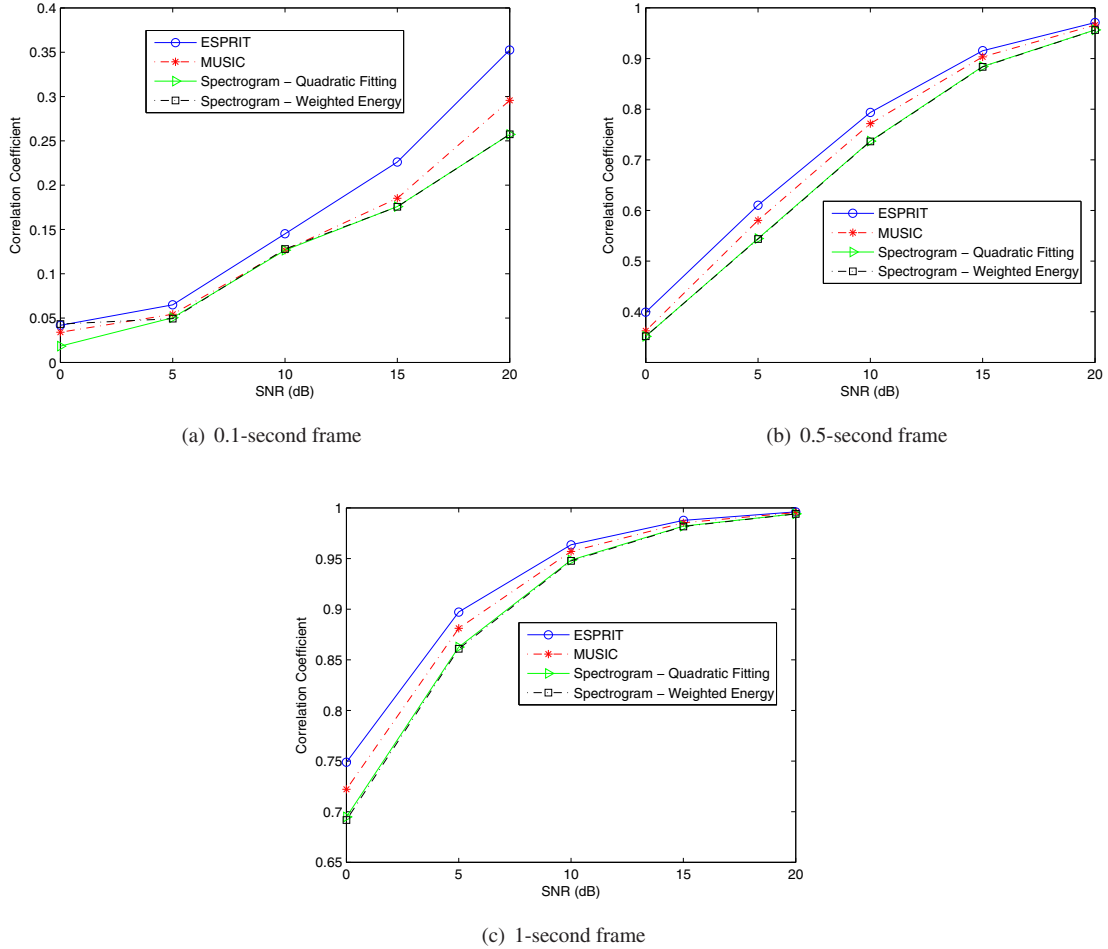 0.4
0.35
0.3
0.25
0.2
0.15
0.1
0.05
0
Correlation Coefficient
ESPRIT
MUSIC
Spectrogram – Quadratic Fitting
Spectrogram – Weighted Energy
0 5 10 15 20
SNR (dB)
(a) 0.1-second frame
1
0.9
0.8
0.7
0.6
0.5
0.4
Correlation Coefficient
ESPRIT
MUSIC
Spectrogram – Quadratic Fitting
Spectrogram – Weighted Energy
0 5 10 15 20
SNR (dB)
(b) 0.5-second frame
1
0.95
0.9
0.85
0.8
0.75
0.7
0.65
Correlation Coefficient
ESPRIT
MUSIC
Spectrogram – Quadratic Fitting
Spectrogram – Weighted Energy
0 5 10 15 20
SNR (dB)
(c) 1-second frame